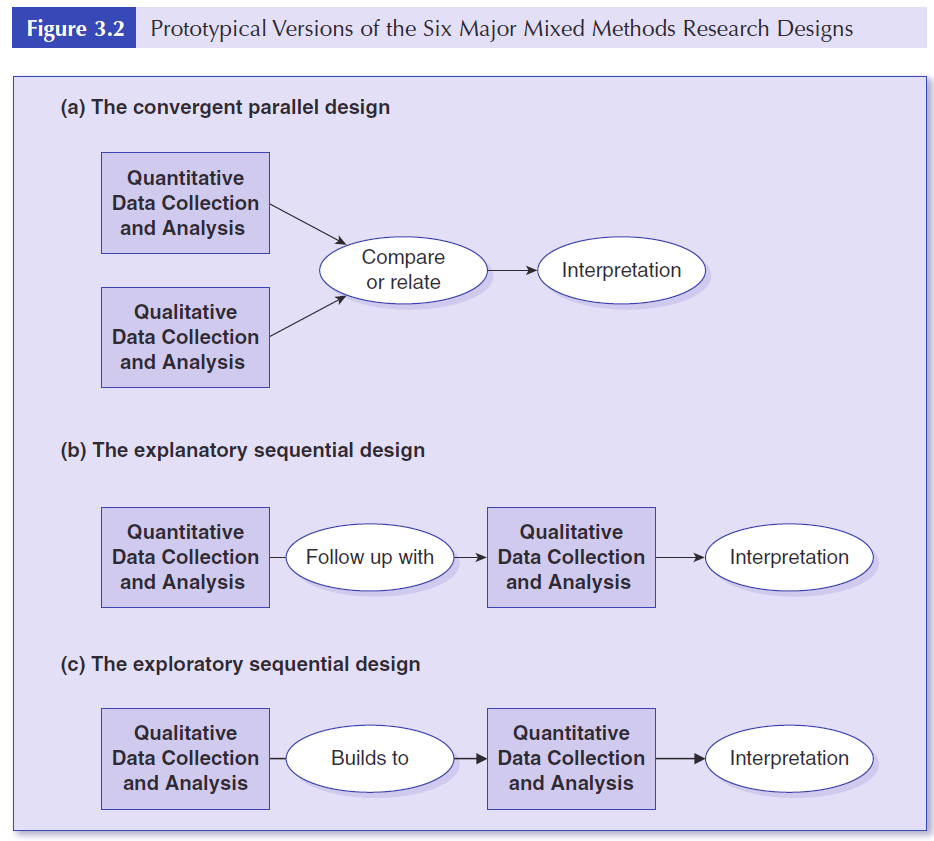 Figure 3.2 Prototypical Versions of the Six Major Mixed Methods Research Designs
(a) The convergent parallel design
Quantitative
Data Collection
and Analysis
Compare
or relate
Interpretation
Qualitative
Data Collection
and Analysis
(b) The explanatory sequential design
Quantitative
Data Collection
and Analysis
Follow up with
Qualitative
Data Collection
and Analysis
Interpretation
(c) The exploratory sequential design
Qualitative
Data Collection
and Analysis
Builds to
Quantitative
Data Collection
and Analysis
Interpretation